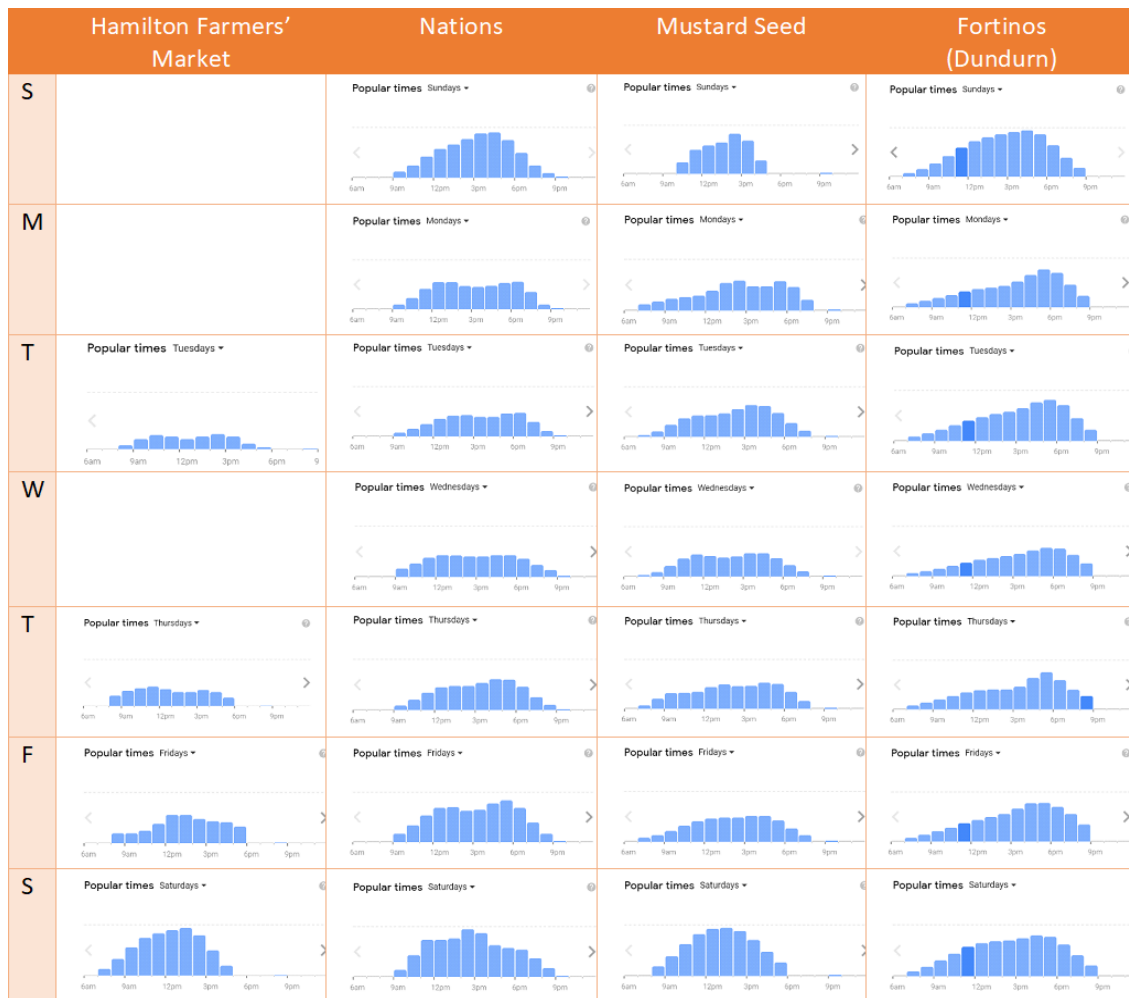 Hamilton Farmers’ Market
Nations
Mustard Seed
Fortinos (Dundurn)
S
Popular times Sundays
6am 9am 12pm 3pm 6pm 9pm
Popular times Sundays
6am 9am 12pm 3pm 9pm
Popular times Sundays
6am 9am 12pm 3pm 6pm 9pm
M
Popular times Mondays
6am 9am 12pm 3pm 6pm 9pm
Popular times Mondays
6am 9am 12pm 3pm 6pm 9pm
Popular times Mondays
6am 9am 12pm 3pm 6pm 9pm
T
Popular times Tuesdays
6am 9am 12pm 3pm 6pm 9
Popular times Tuesdays
6am 9am 12pm 3pm 6pm 9pm
Popular times Tuesdays
6am 9am 12pm 3pm 6pm 9pm
Popular times Tuesdays
6am 9am 12pm 3pm 6pm 9pm
W
Popular times Wednesdays
6am 9am 12pm 3pm 6pm 9pm
Popular times Wednesdays
6am 9am 12pm 3pm 6pm 9pm
Popular times Wednesdays
6am 9am 12pm 3pm 6pm 9pm
T
Popular times Thursdays
6am 9am 12pm 3pm 6pm 9pm
Popular times Thursdays
6am 9am 12pm 3pm 6pm 9pm
Popular times Thursdays
6am 9am 12pm 3pm 6pm 9pm
Popular times Thursdays
6am 9am 12pm 3pm 6pm 9pm
F
Popular times Fridays
6am 9am 12pm 3pm 6pm 9pm
Popular times Fridays
6am 9am 12pm 3pm 6pm 9pm
Popular times Fridays
6am 9am 12pm 3pm 6pm 9pm
Popular times Fridays
6am 9am 12pm 3pm 6pm 9pm
S
Popular times Saturdays
6am 9am 12pm 3pm 6pm 9pm
Popular times Saturdays
6am 9am 12pm 3pm 6pm 9pm
Popular times Saturdays
6am 9am 12pm 3pm 6pm 9pm
Popular times Saturdays
6am 9am 12pm 3pm 6pm 9pm